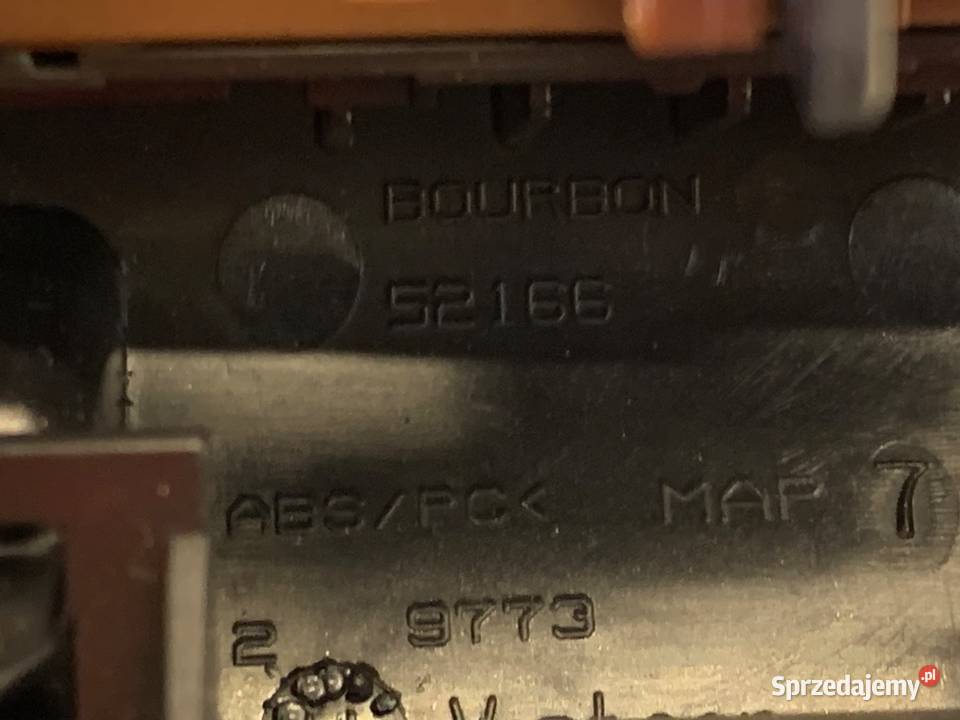 BOURBON
52166
ABS/PC< MAP 7
2 9773
Sprzedajemy.pl